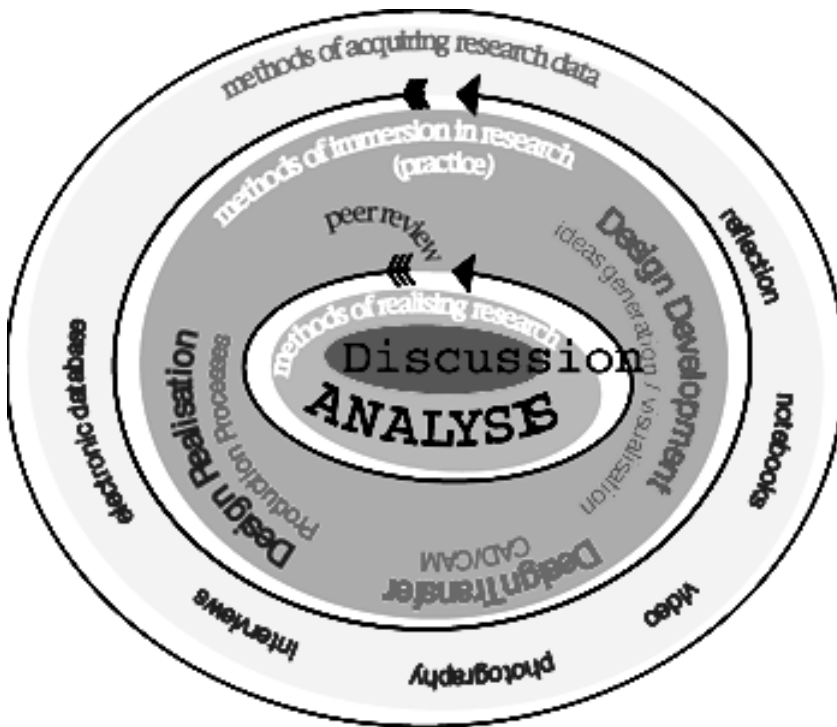 methods of acquiring research data
reflection
notebooks
video
photography
interviews
electronic database
methods of immersion in research
(practice)
peer review
Design Development
ideas generation / visualisation
Design Transfer
CAD/CAM
Design Realisation
Production Processes
methods of realising research
Discussion
ANALYSIS